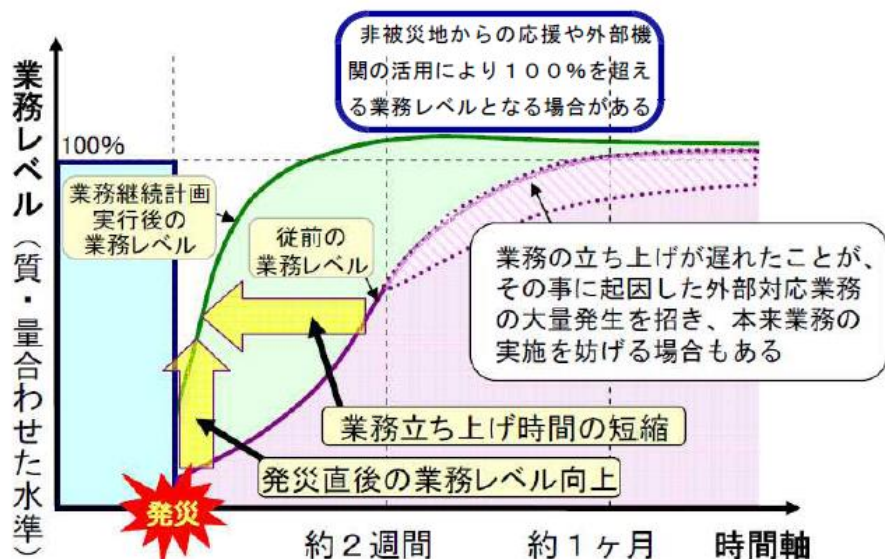 非被災地からの応援や外部機
関の活用により１００％を超え
る業務レベルとなる場合がある
業務レベル（質・量合わせた水準）
100%
業務継続計画
実行後の
業務レベル
従前の
業務レベル
業務の立ち上げが遅れたことが、
その事に起因した外部対応業務
の大量発生を招き、本来業務の
実施を妨げる場合もある
業務立ち上げ時間の短縮
発災直後の業務レベル向上
発災
約２週間
約１ヶ月
時間軸